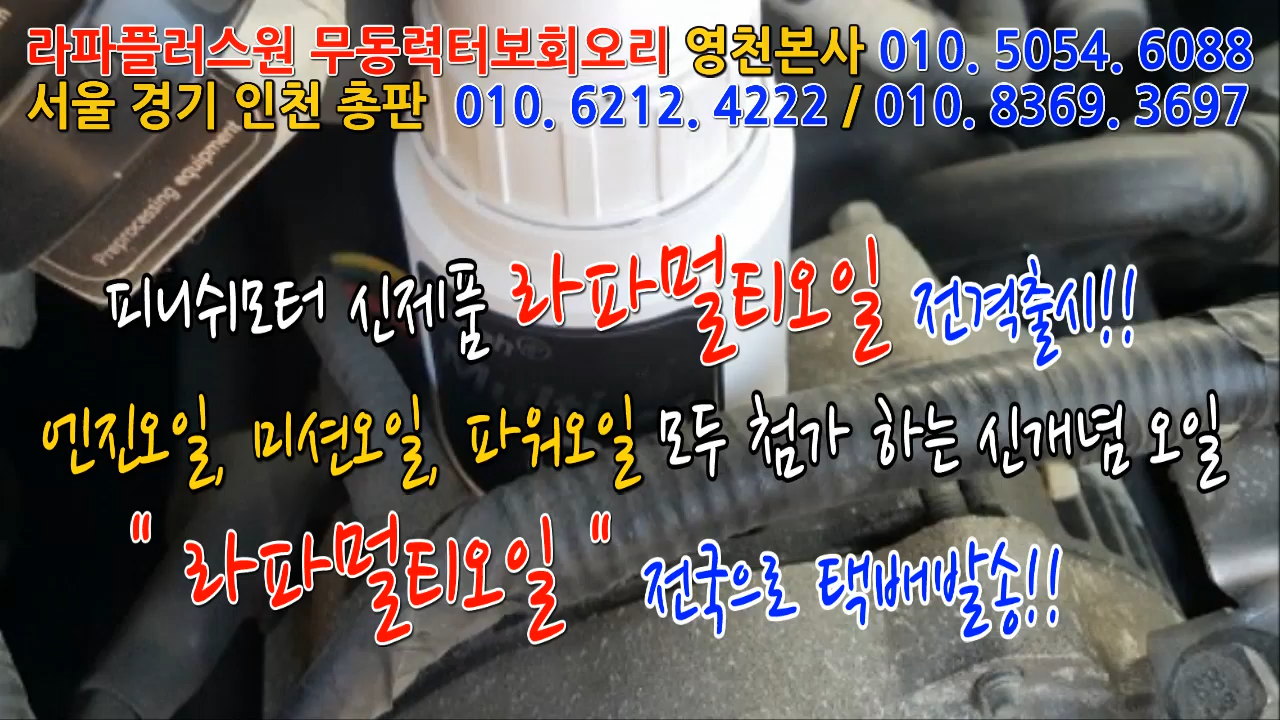 라파플러스원 무동력터보회오리 영천본사 010. 5054. 6088
서울 경기 인천 총판 010. 6212. 4222 / 010. 8369. 3697
Preprocessing equipment
피니쉬모터 신제품 라파멀티오일 전격출시!!
Multi
엔진오일, 미션오일, 파워오일 모두 첨가 하는 신개념 오일
" 라파멀티오일 " 전국으로 택배발송!!